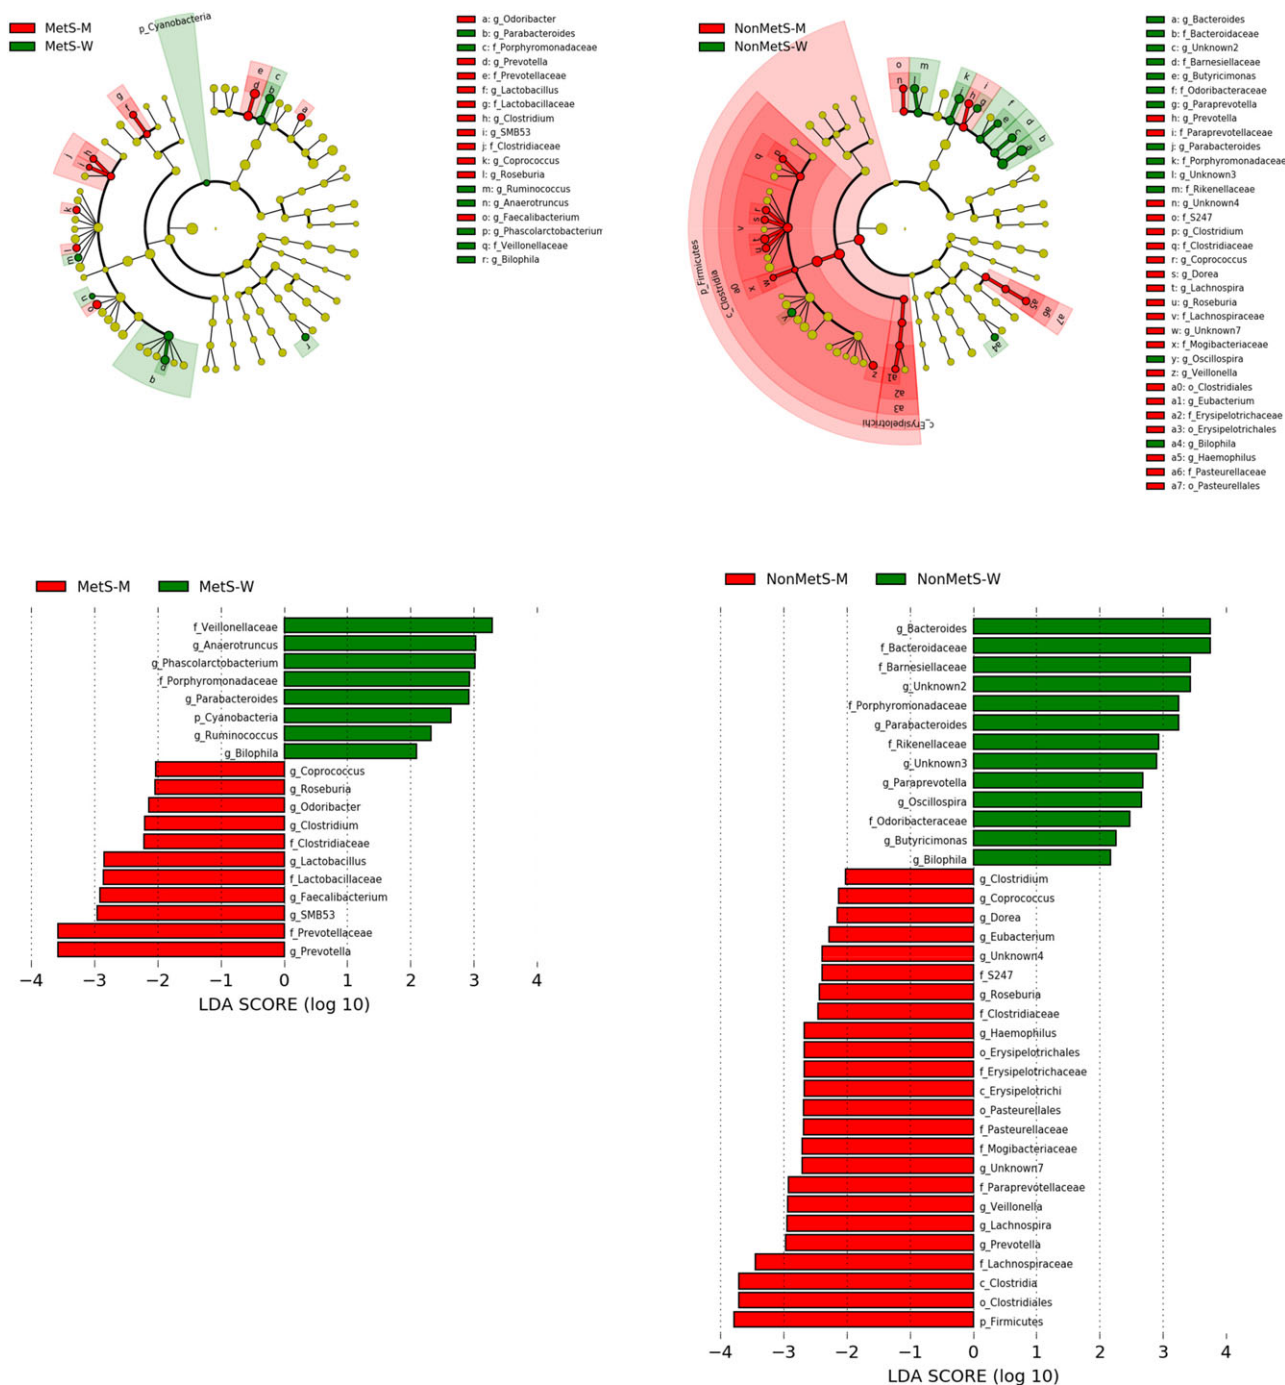 MetS-M
MetS-W
p_Cyanobacteria
e
c
d
b
a
g
f
j
h
i
k
l
m
n
o
p
q
r
a: g_Odoribacter
b: g_Parabacteroides
c: f_Porphyromonadaceae
d: g_Prevotella
e: f_Prevotellaceae
f: g_Lactobacillus
g: f_Lactobacillaceae
h: g_Clostridium
i: g_SMB53
j: f_Clostridiaceae
k: g_Coprococcus
l: g_Roseburia
m: g_Ruminococcus
n: g_Anaerotruncus
o: g_Faecalibacterium
p: g_Phascolarctobacterium
q: f_Veillonellaceae
r: g_Bilophila
NonMetS-M
NonMetS-W
p_Firmicutes
c_Clostridia
c_Erysipelotrichi
a0
o
n
m
k
i
h
g
f
e
d
c
b
q
p
r
s
v
x
w
y
z
a1
a2
a3
a4
a5
a6
a7
a: g_Bacteroides
b: f_Bacteroidaceae
c: g_Unknown2
d: f_Barnesiellaceae
e: g_Butyricimonas
f: f_Odoribacteraceae
g: g_Paraprevotella
h: g_Prevotella
i: f_Paraprevotellaceae
j: g_Parabacteroides
k: f_Porphyromonadaceae
l: g_Unknown3
m: f_Rikenellaceae
n: g_Unknown4
o: f_S247
p: g_Clostridium
q: f_Clostridiaceae
r: g_Coprococcus
s: g_Dorea
t: g_Lachnospira
u: g_Roseburia
v: f_Lachnospiraceae
w: g_Unknown7
x: f_Mogibacteriaceae
y: g_Oscillospira
z: g_Veillonella
a0: o_Clostridiales
a1: g_Eubacterium
a2: f_Erysipelotrichaceae
a3: o_Erysipelotrichales
a4: g_Bilophila
a5: g_Haemophilus
a6: f_Pasteurellaceae
a7: o_Pasteurellales
MetS-M MetS-W
f_Veillonellaceae
g_Anaerotruncus
g_Phascolarctobacterium
f_Porphyromonadaceae
g_Parabacteroides
p_Cyanobacteria
g_Ruminococcus
g_Bilophila
g_Coprococcus
g_Roseburia
g_Odoribacter
g_Clostridium
f_Clostridiaceae
g_Lactobacillus
f_Lactobacillaceae
g_Faecalibacterium
g_SMB53
f_Prevotellaceae
g_Prevotella
−4 −3 −2 −1 0 1 2 3 4
LDA SCORE (log 10)
NonMetS-M NonMetS-W
g_Bacteroides
f_Bacteroidaceae
f_Barnesiellaceae
g_Unknown2
f_Porphyromonadaceae
g_Parabacteroides
f_Rikenellaceae
g_Unknown3
g_Paraprevotella
g_Oscillospira
f_Odoribacteraceae
g_Butyricimonas
g_Bilophila
g_Clostridium
g_Coprococcus
g_Dorea
g_Eubacterium
g_Unknown4
f_S247
g_Roseburia
f_Clostridiaceae
g_Haemophilus
o_Erysipelotrichales
f_Erysipelotrichaceae
c_Erysipelotrichi
o_Pasteurellales
f_Pasteurellaceae
f_Mogibacteriaceae
g_Unknown7
f_Paraprevotellaceae
g_Veillonella
g_Lachnospira
g_Prevotella
f_Lachnospiraceae
c_Clostridia
o_Clostridiales
p_Firmicutes
−4 −3 −2 −1 0 1 2 3 4
LDA SCORE (log 10)